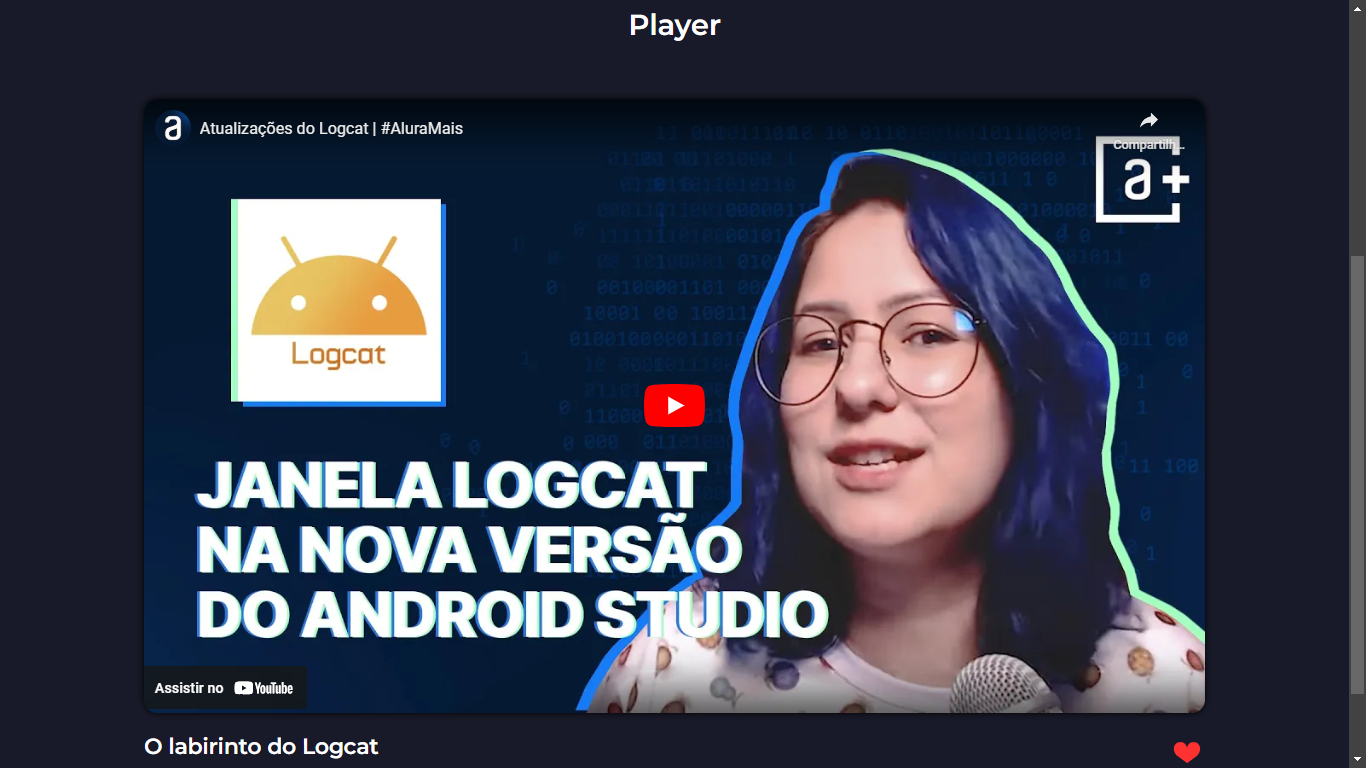 Player
a Atualizações do Logcat | #AluraMais
Compartilh...
a+
Logcat
JANELA LOGCAT
NA NOVA VERSÃO
DO ANDROID STUDIO
Assistir no YouTube
O labirinto do Logcat